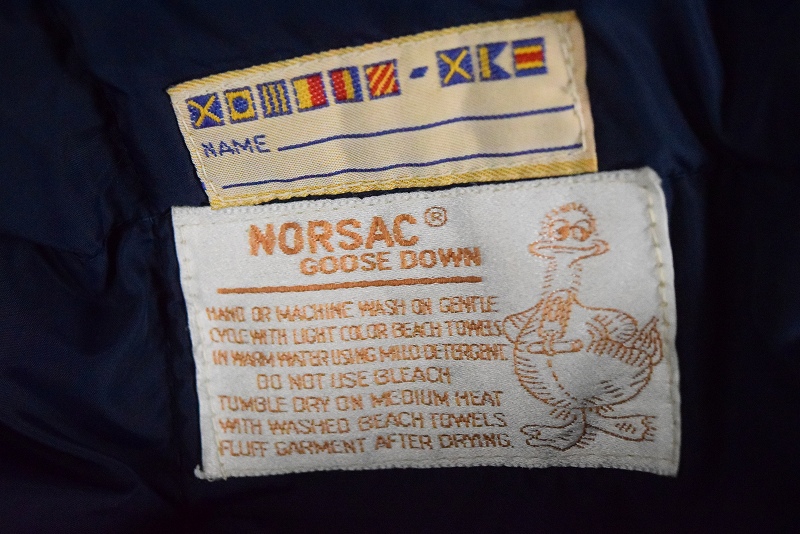 NAME
NORSAC®
GOOSE DOWN
HAND OR MACHINE WASH ON GENTLE
CYCLE WITH LIGHT COLOR BEACH TOWELS
IN WARM WATER USING MILD DETERGENT.
DO NOT USE BLEACH
TUMBLE DRY ON MEDIUM HEAT
WITH WASHED BEACH TOWELS
FLUFF GARMENT AFTER DRYING.